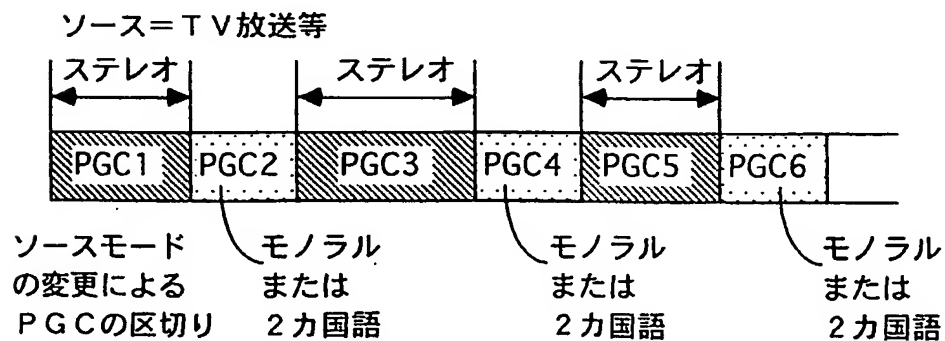 ソース＝ＴＶ放送等
ステレオ ステレオ ステレオ
PGC1 PGC2 PGC3 PGC4 PGC5 PGC6
ソースモード
の変更による
ＰＧＣの区切り
モノラル
または
２カ国語
モノラル
または
２カ国語
モノラル
または
２カ国語